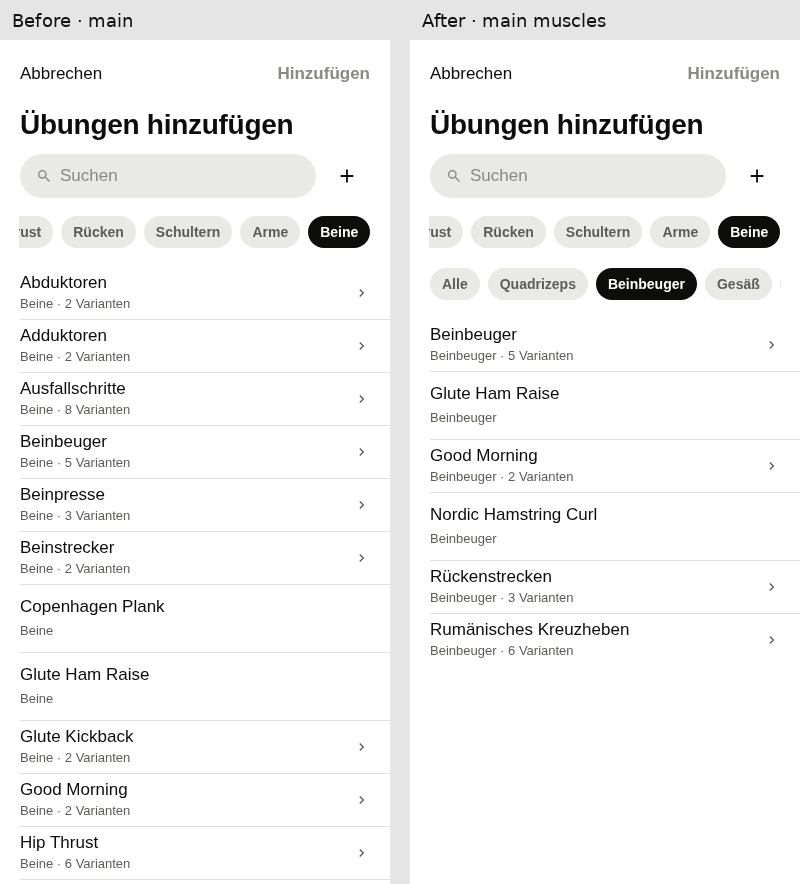 Before · main
Abbrechen Hinzufügen
Übungen hinzufügen
Suchen
Rücken Schultern Arme Beine
Abduktoren
Beine · 2 Varianten
Adduktoren
Beine · 2 Varianten
Ausfallschritte
Beine · 8 Varianten
Beinbeuger
Beine · 5 Varianten
Beinpresse
Beine · 3 Varianten
Beinstrecker
Beine · 2 Varianten
Copenhagen Plank
Beine
Glute Ham Raise
Beine
Glute Kickback
Beine · 2 Varianten
Good Morning
Beine · 2 Varianten
Hip Thrust
Beine · 6 Varianten
After · main muscles
Abbrechen Hinzufügen
Übungen hinzufügen
Suchen
Rücken Schultern Arme Beine
Alle Quadrizeps Beinbeuger Gesäß
Beinbeuger
Beinbeuger · 5 Varianten
Glute Ham Raise
Beinbeuger
Good Morning
Beinbeuger · 2 Varianten
Nordic Hamstring Curl
Beinbeuger
Rückenstrecken
Beinbeuger · 3 Varianten
Rumänisches Kreuzheben
Beinbeuger · 6 Varianten